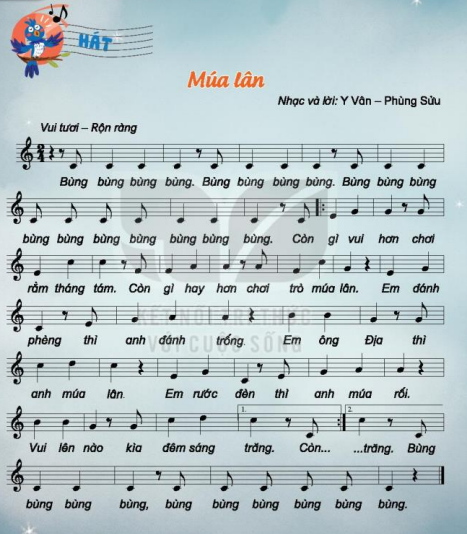 HÁT
Múa lân
Nhạc và lời: Y Vân – Phùng Sửu
Vui tươi – Rộn ràng
2
4
Bùng bùng bùng bùng. Bùng bùng bùng bùng. Bùng bùng bùng
bùng bùng bùng bùng bùng bùng bùng bùng. Còn gì vui hơn chơi
rằm tháng tám. Còn gì hay hơn chơi trò múa lân. Em đánh
phèng thì anh đánh trống. Em ông Địa thì
KẾT NỐI TRI THỨC
VỚI CUỘC SỐNG
anh múa lân. Em rước đèn thì anh múa rối.
1. 2.
Vui lên nào kìa đêm sáng trăng. Còn... ...trăng. Bùng
bùng bùng bùng, bùng bùng bùng bùng bùng bùng.